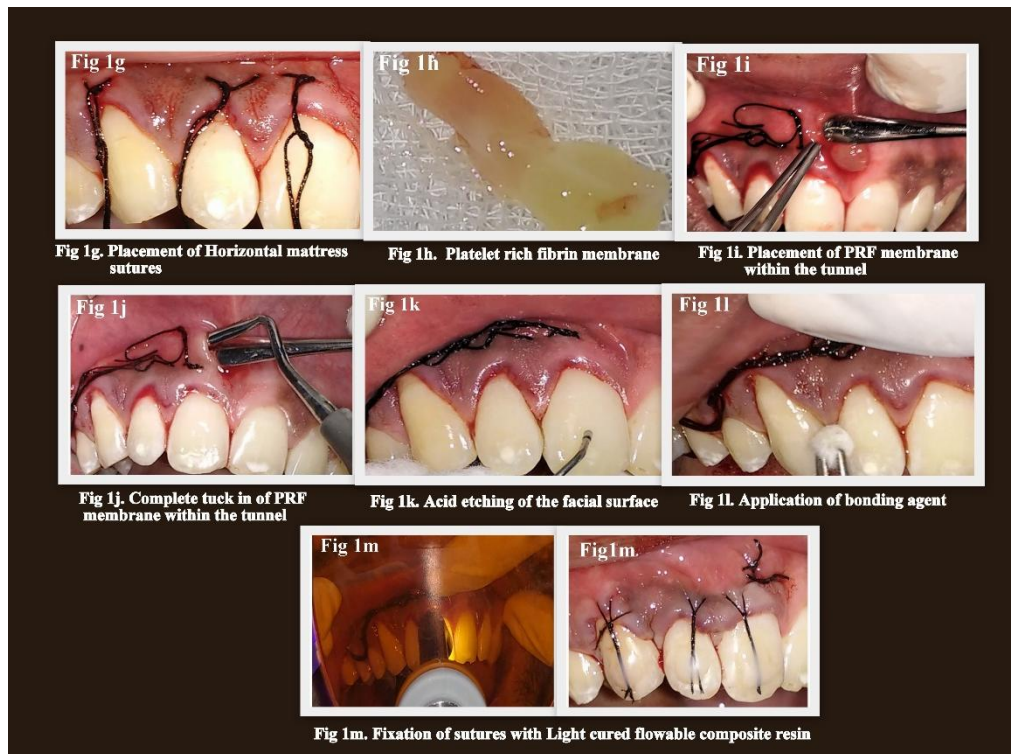 Fig 1g
Fig 1h
Fig 1i
Fig 1g. Placement of Horizontal mattress
sutures
Fig 1h. Platelet rich fibrin membrane
Fig 1i. Placement of PRF membrane
within the tunnel
Fig 1j
Fig 1k
Fig 1l
Fig 1j. Complete tuck in of PRF
membrane within the tunnel
Fig 1k. Acid etching of the facial surface
Fig 1l. Application of bonding agent
Fig 1m
Fig1m.
Fig 1m. Fixation of sutures with Light cured flowable composite resin